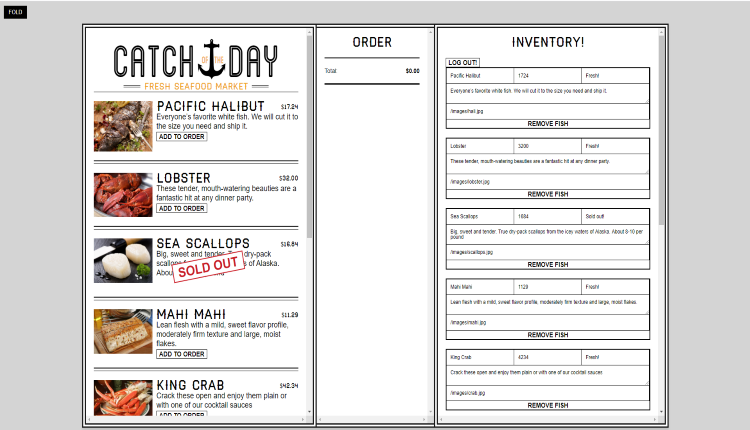 FOLD
CATCH OF THE DAY
FRESH SEAFOOD MARKET
PACIFIC HALIBUT $17.24
Everyone's favorite white fish. We will cut it to
the size you need and ship it.
ADD TO ORDER
LOBSTER $32.00
These tender, mouth-watering beauties are a
fantastic hit at any dinner party.
ADD TO ORDER
SEA SCALLOPS $16.84
Big, sweet and tender. dry-pack
of Alaska.
SOLD OUT
MAHI MAHI $11.29
Lean flesh with a mild, sweet flavor profile,
moderately firm texture and large, moist
flakes.
ADD TO ORDER
KING CRAB $42.34
Crack these open and enjoy them plain or
with one of our cocktail sauces
ADD TO ORDER
ORDER
Total: $0.00
INVENTORY!
LOG OUT!
Pacific Halibut 1724 Fresh!
Everyone's favorite white fish. We will cut it to the size you need and ship it.
/images/hali.jpg
REMOVE FISH
Lobster 3200 Fresh!
These tender, mouth-watering beauties are a fantastic hit at any dinner party.
/images/lobster.jpg
REMOVE FISH
Sea Scallops 1684 Sold out!
Big, sweet and tender. True dry-pack scallops from the icey waters of Alaska. About 8-10 per
pound
/images/scallops.jpg
REMOVE FISH
Mahi Mahi 1129 Fresh!
Lean flesh with a mild, sweet flavor profile, moderately firm texture and large, moist flakes.
/images/mahi.jpg
REMOVE FISH
King Crab 4234 Fresh!
Crack these open and enjoy them plain or with one of our cocktail sauces
/images/crab.jpg
REMOVE FISH